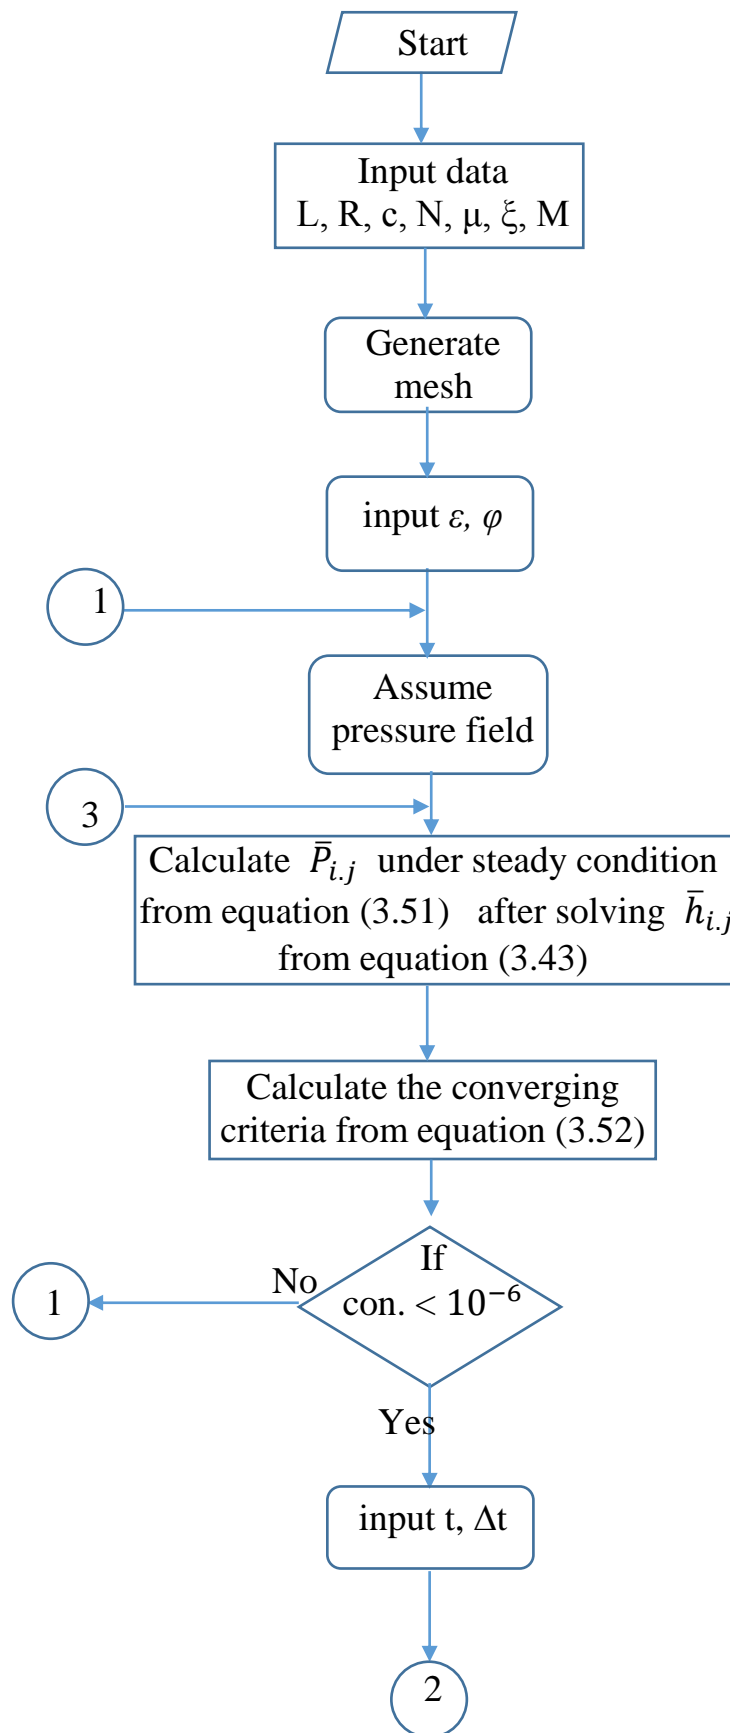 Start
Input data
L, R, c, N, μ, ξ, M
Generate
mesh
input ε, φ
1
Assume
pressure field
3
Calculate P̅i.j under steady condition
from equation (3.51) after solving h̅i.j
from equation (3.43)
Calculate the converging
criteria from equation (3.52)
If
No
con. < 10⁻⁶
1
Yes
input t, Δt
2